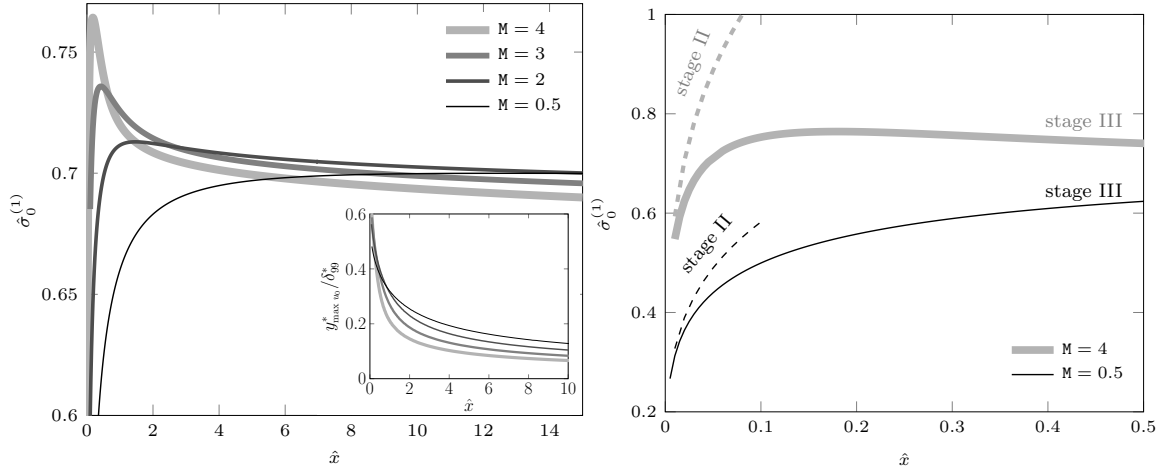 0.75
0.7
0.65
0.6
σ̂₀⁽¹⁾
M = 4
M = 3
M = 2
M = 0.5
0.6
0.4
0.2
0
y*ₘₐₓ ᵤ₀/δ̂*₉₉
0 2 4 6 8 10
x̂
0 2 4 6 8 10 12 14
x̂
1
0.8
0.6
0.4
0.2
σ̂₀⁽¹⁾
stage II
stage III
stage III
stage II
M = 4
M = 0.5
0 0.1 0.2 0.3 0.4 0.5
x̂